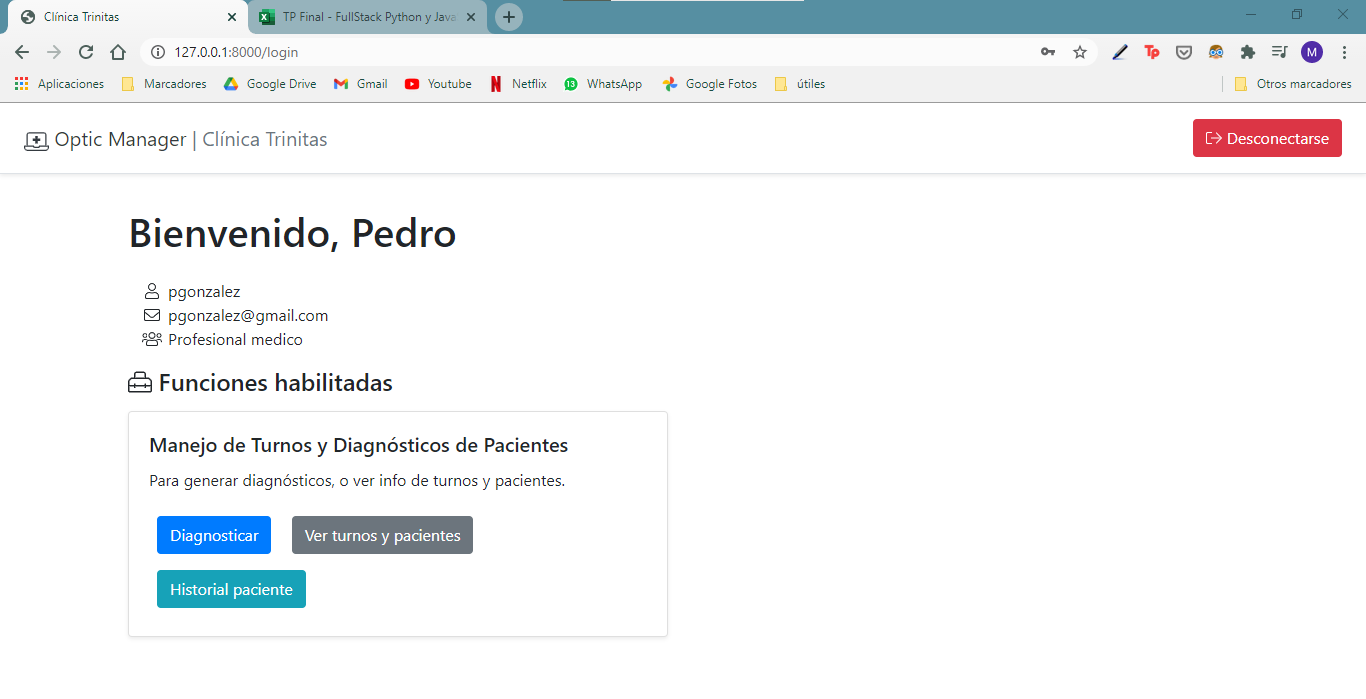 Clínica Trinitas
TP Final - FullStack Python y Java
127.0.0.1:8000/login
Tp
M
Aplicaciones Marcadores Google Drive Gmail Youtube Netflix 13 WhatsApp Google Fotos útiles Otros marcadores
Optic Manager | Clínica Trinitas
Desconectarse
Bienvenido, Pedro
pgonzalez
pgonzalez@gmail.com
Profesional medico
Funciones habilitadas
Manejo de Turnos y Diagnósticos de Pacientes
Para generar diagnósticos, o ver info de turnos y pacientes.
Diagnosticar Ver turnos y pacientes
Historial paciente